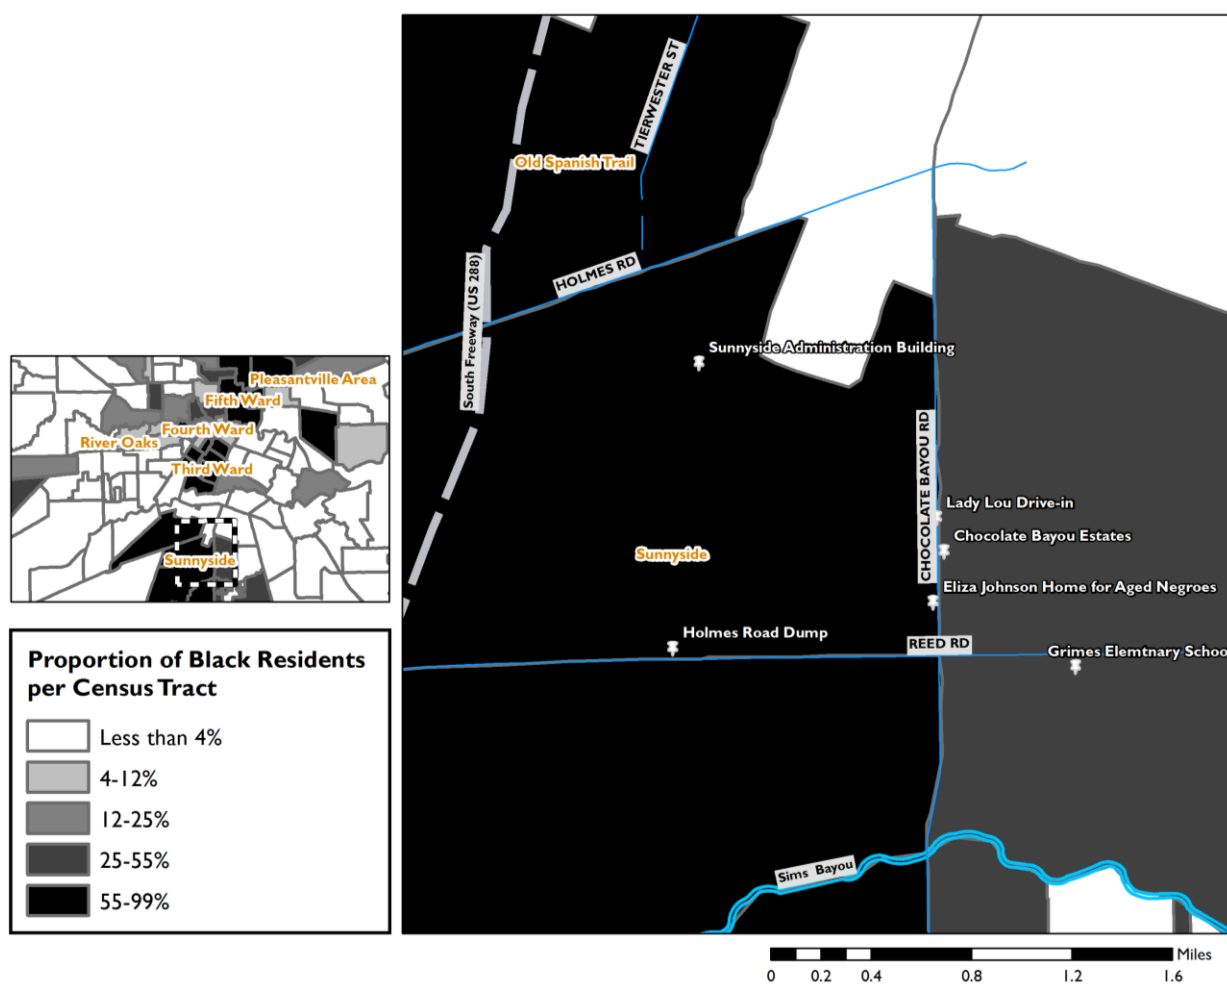 TIERWESTER ST
Old Spanish Trail
HOLMES RD
South Freeway (US 288)
Sunnyside Administration Building
CHOCOLATE BAYOU RD
Lady Lou Drive-in
Chocolate Bayou Estates
Sunnyside
Eliza Johnson Home for Aged Negroes
Holmes Road Dump
REED RD
Grimes Elemtnary Schoo
Sims Bayou
Pleasantville Area
Fifth Ward
Fourth Ward
River Oaks
Third Ward
Sunnyside
Proportion of Black Residents
per Census Tract
Less than 4%
4-12%
12-25%
25-55%
55-99%
Miles
0 0.2 0.4 0.8 1.2 1.6